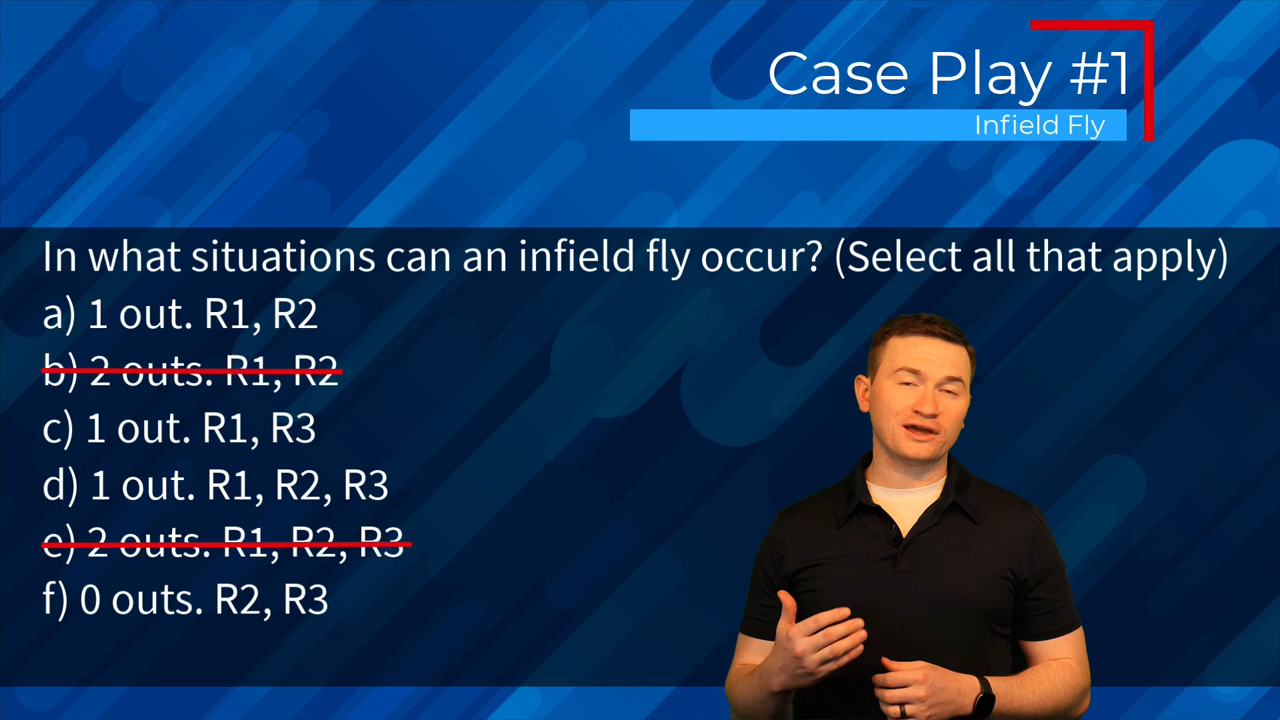 Case Play #1
Infield Fly
In what situations can an infield fly occur? (Select all that apply)
a) 1 out. R1, R2
b) 2 outs. R1, R2
c) 1 out. R1, R3
d) 1 out. R1, R2, R3
e) 2 outs. R1, R2, R3
f) 0 outs. R2, R3